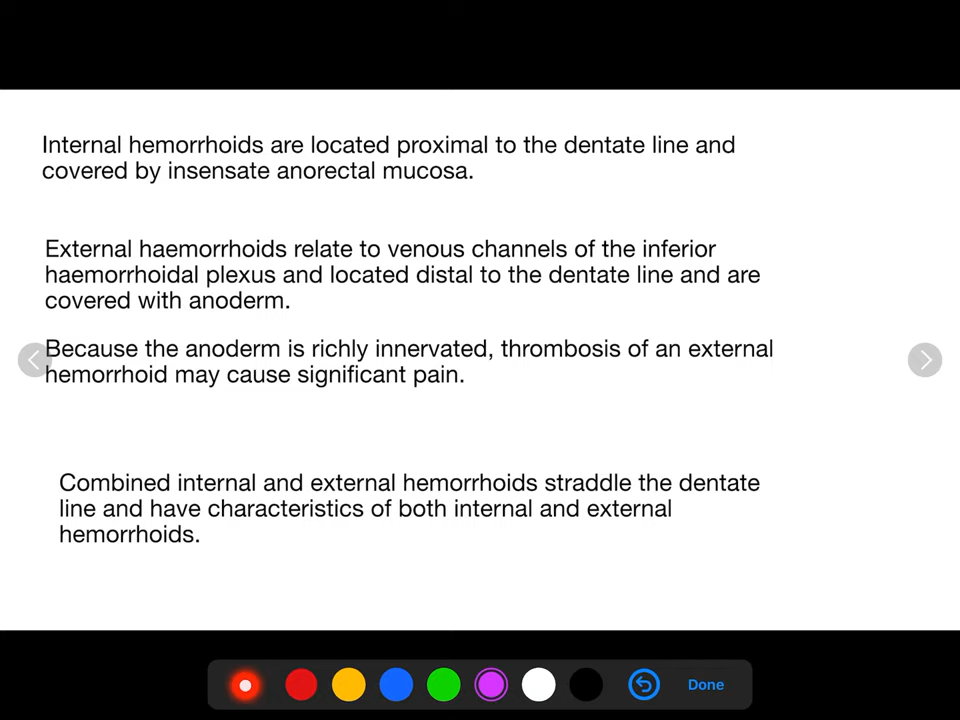 Internal hemorrhoids are located proximal to the dentate line and
covered by insensate anorectal mucosa.
External haemorrhoids relate to venous channels of the inferior
haemorrhoidal plexus and located distal to the dentate line and are
covered with anoderm.
Because the anoderm is richly innervated, thrombosis of an external
hemorrhoid may cause significant pain.
Combined internal and external hemorrhoids straddle the dentate
line and have characteristics of both internal and external
hemorrhoids.
Done